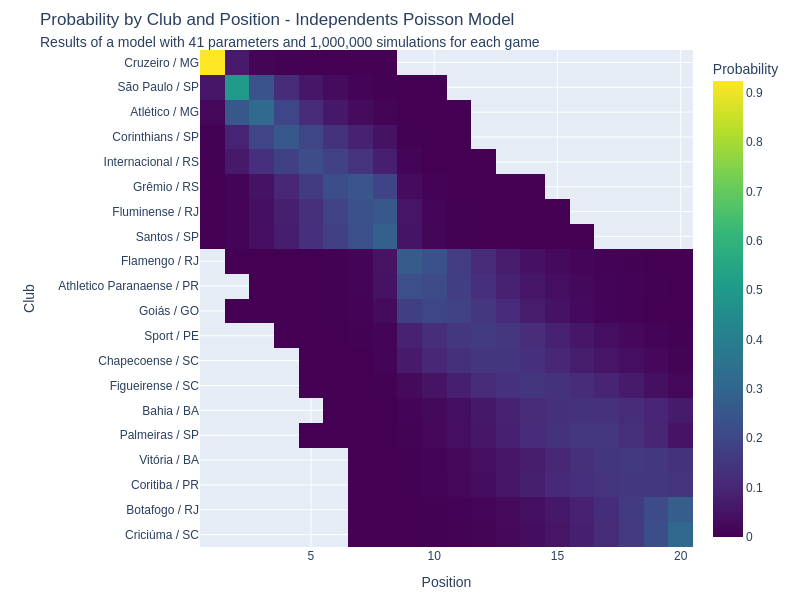 Probability by Club and Position - Independents Poisson Model
Results of a model with 41 parameters and 1,000,000 simulations for each game
Probability
Cruzeiro / MG
São Paulo / SP
Atlético / MG
Corinthians / SP
Internacional / RS
Grêmio / RS
Fluminense / RJ
Santos / SP
Flamengo / RJ
Athletico Paranaense / PR
Goiás / GO
Sport / PE
Chapecoense / SC
Figueirense / SC
Bahia / BA
Palmeiras / SP
Vitória / BA
Coritiba / PR
Botafogo / RJ
Criciúma / SC
Club
5
10
15
20
Position
0.9
0.8
0.7
0.6
0.5
0.4
0.3
0.2
0.1
0